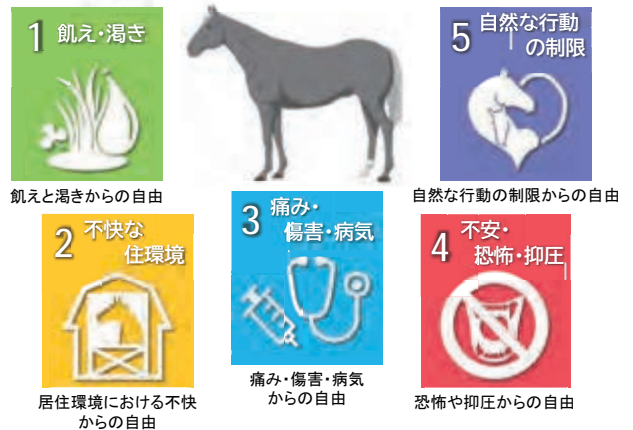 1 飢え・渇き
飢えと渇きからの自由
2 不快な
住環境
居住環境における不快
からの自由
3 痛み・
傷害・病気
痛み・傷害・病気
からの自由
4 不安・
恐怖・抑圧
恐怖や抑圧からの自由
5 自然な行動
の制限
自然な行動の制限からの自由